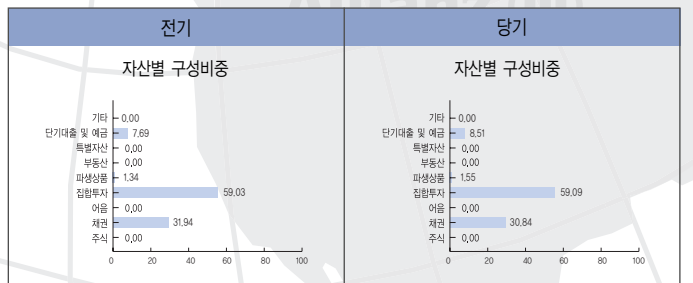 전기
당기
자산별 구성비중
기타 0.00
단기대출 및 예금 7.69
특별자산 0.00
부동산 0.00
파생상품 1.34
집합투자 59.03
어음 0.00
채권 31.94
주식 0.00
0 20 40 60 80 100
자산별 구성비중
기타 0.00
단기대출 및 예금 8.51
특별자산 0.00
부동산 0.00
파생상품 1.55
집합투자 59.09
어음 0.00
채권 30.84
주식 0.00
0 20 40 60 80 100